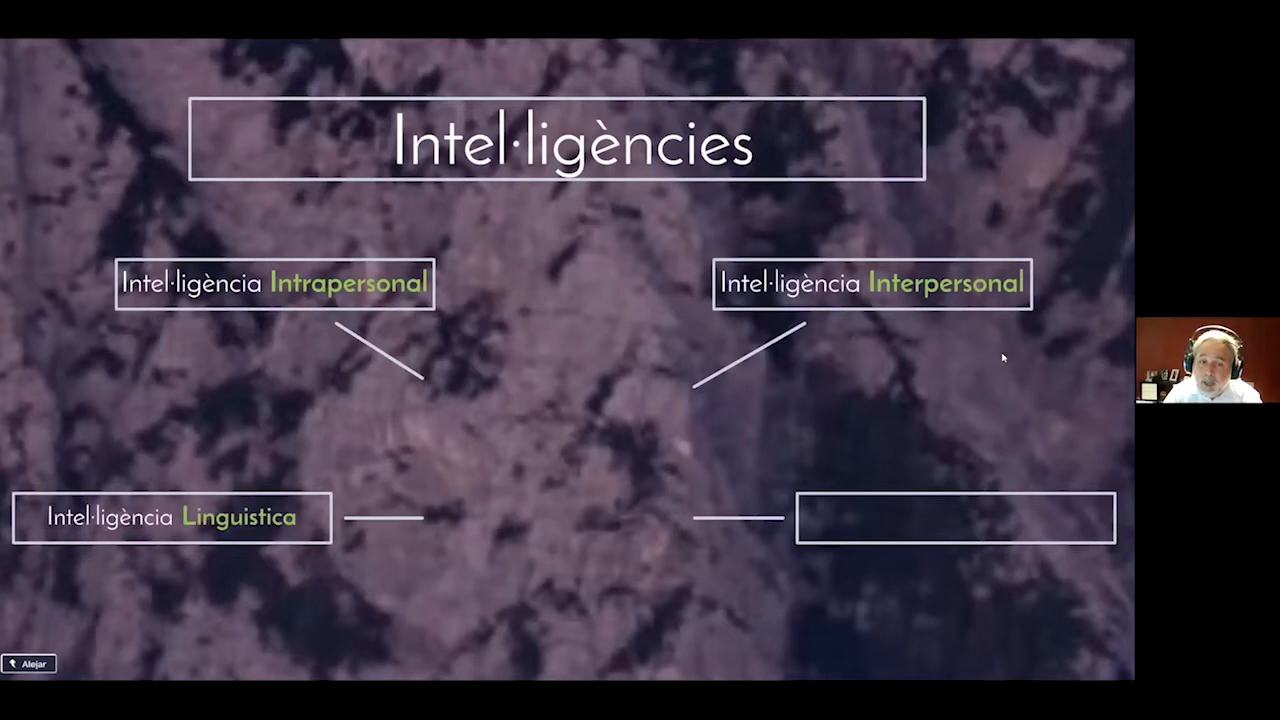 Intel·ligències
Intel·ligència Intrapersonal
Intel·ligència Interpersonal
Intel·ligència Linguistica
Alejar